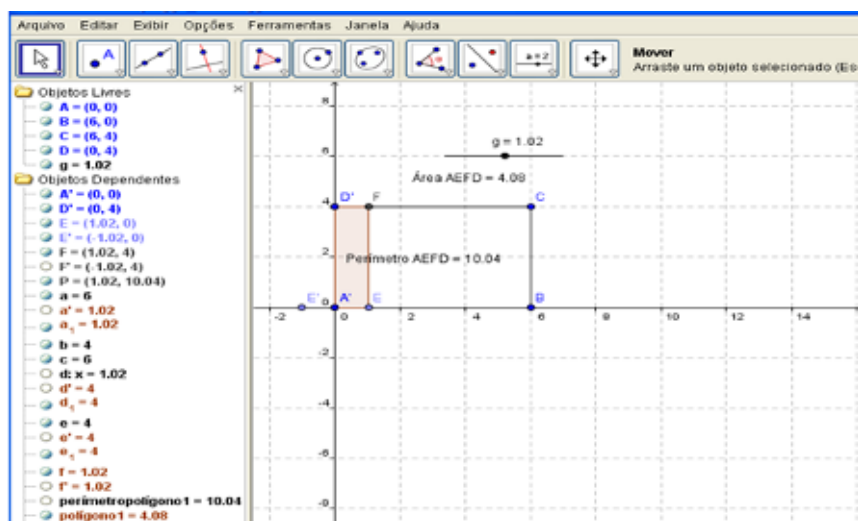 Arquivo Editar Exibir Opções Ferramentas Janela Ajuda
A
a=2
Mover
Arraste um objeto selecionado (Es
Objetos Livres
A = (0, 0)
B = (6, 0)
C = (6, 4)
D = (0, 4)
g = 1.02
Objetos Dependentes
A' = (0, 0)
D' = (0, 4)
E = (1.02, 0)
E' = (-1.02, 0)
F = (1.02, 4)
F' = (-1.02, 4)
P = (1.02, 10.04)
a = 6
a' = 1.02
a₁ = 1.02
b = 4
c = 6
d: x = 1.02
d' = 4
d₁ = 4
e = 4
e' = 4
e₁ = 4
f = 1.02
f' = 1.02
perímetropolígono1 = 10.04
polígono1 = 4.08
8
g = 1.02
6
Área AEFD = 4.08
D' F C
4
2
Perímetro AEFD = 10.04
E' 0 A' E B
-2 0 2 4 6 8 10 12 14
-2
-4
-6
-8